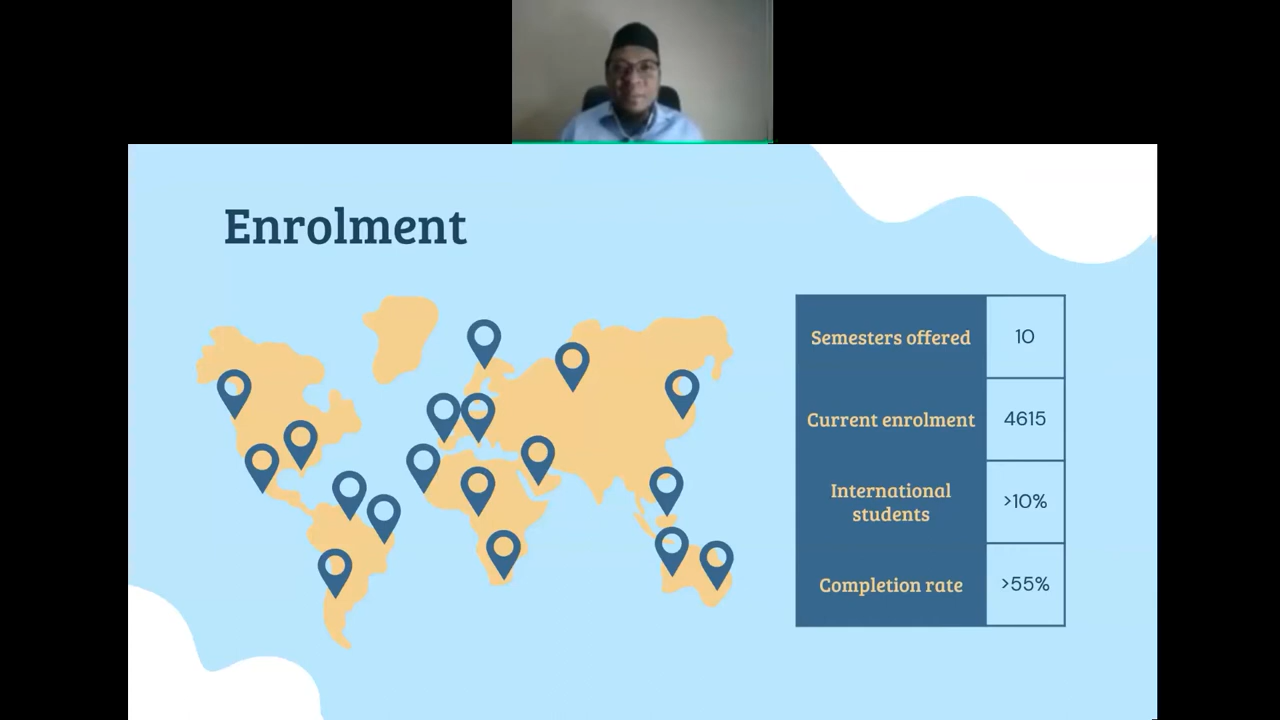 Enrolment
Semesters offered 10
Current enrolment 4615
International
students >10%
Completion rate >55%